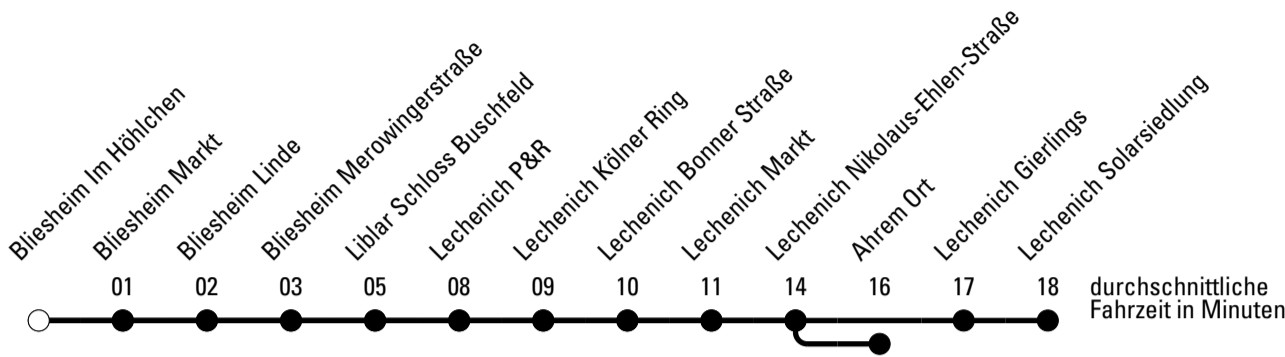 Bliesheim Im Höhlchen
Bliesheim Markt
Bliesheim Linde
Bliesheim Merowingerstraße
Liblar Schloss Buschfeld
Lechenich P&R
Lechenich Kölner Ring
Lechenich Bonner Straße
Lechenich Markt
Lechenich Nikolaus-Ehlen-Straße
Ahrem Ort
Lechenich Gierlings
Lechenich Solarsiedlung
01 02 03 05 08 09 10 11 14 16 17 18
durchschnittliche
Fahrzeit in Minuten